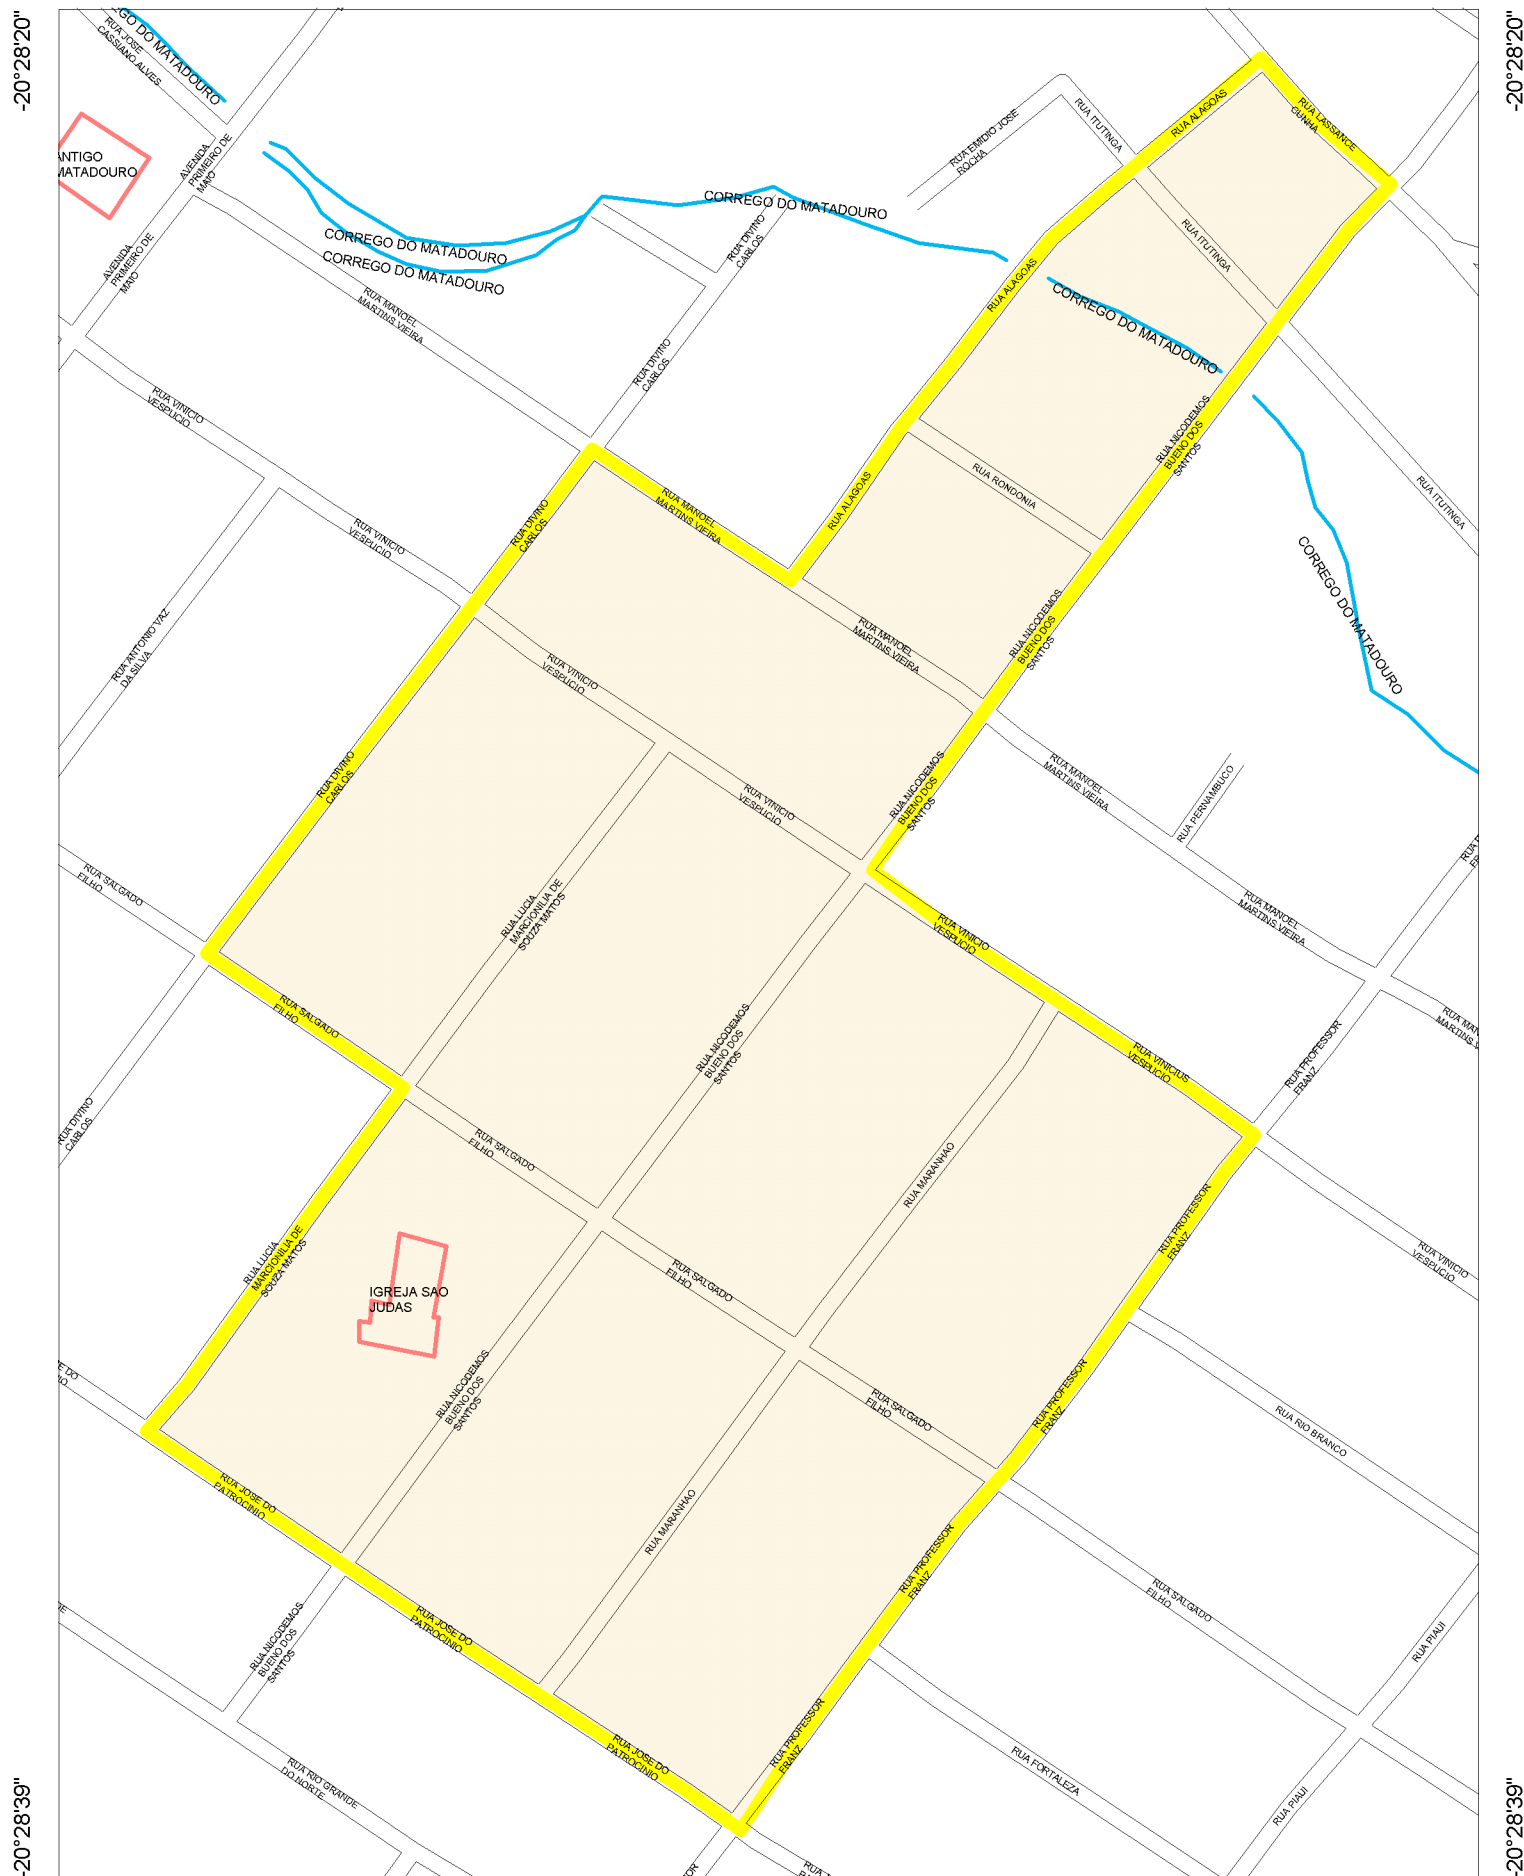 -20°28'20"
-20°28'20"
CORREGO DO MATADOURO
RUA JOSE
CASSIANO ALVES
ANTIGO
MATADOURO
AVENIDA
PRIMEIRO DE
MAIO
AVENIDA
PRIMEIRO DE
MAIO
CORREGO DO MATADOURO
CORREGO DO MATADOURO
CORREGO DO MATADOURO
RUA EMIDIO JOSE
ROCHA
RUA ITUTINGA
RUA ALAGOAS
RUA LASSANCE
CUNHA
RUA ITUTINGA
RUA DIVINO
CARLOS
RUA ALAGOAS
CORREGO DO MATADOURO
RUA MANOEL
MARTINS VIEIRA
RUA DIVINO
CARLOS
RUA VINICIO
VESPUCIO
RUA NICODEMOS
BUENO DOS
SANTOS
RUA RONDONIA
RUA ITUTINGA
RUA ALAGOAS
RUA MANOEL
MARTINS VIEIRA
RUA DIVINO
CARLOS
RUA VINICIO
VESPUCIO
CORREGO DO MATADOURO
RUA ANTONIO VAZ
DA SILVA
RUA NICODEMOS
BUENO DOS
SANTOS
RUA MANOEL
MARTINS VIEIRA
RUA VINICIO
VESPUCIO
RUA DIVINO
CARLOS
RUA NICODEMOS
BUENO DOS
SANTOS
RUA VINICIO
VESPUCIO
RUA MANOEL
MARTINS VIEIRA
RUA PERNAMBUCO
RUA SALGADO
FILHO
RUA LUCIA
MARCIONILIA DE
SOUZA MATOS
RUA VINICIO
VESPUCIO
RUA MANOEL
MARTINS VIEIRA
RUA SALGADO
FILHO
RUA NICODEMOS
BUENO DOS
SANTOS
RUA VINICIUS
VESPUCIO
RUA PROFESSOR
FRANZ
RUA DIVINO
CARLOS
RUA SALGADO
FILHO
RUA MARANHAO
RUA PROFESSOR
FRANZ
RUA VINICIO
VESPUCIO
RUA LUCIA
MARCIONILIA DE
SOUZA MATOS
IGREJA SAO
JUDAS
RUA SALGADO
FILHO
RUA NICODEMOS
BUENO DOS
SANTOS
RUA SALGADO
FILHO
RUA PROFESSOR
FRANZ
RUA RIO BRANCO
RUA JOSE DO
PATROCINIO
RUA MARANHAO
RUA PROFESSOR
FRANZ
RUA SALGADO
FILHO
RUA NICODEMOS
BUENO DOS
SANTOS
RUA JOSE DO
PATROCINIO
RUA PIAUI
RUA JOSE DO
PATROCINIO
RUA PROFESSOR
FRANZ
RUA FORTALEZA
RUA PIAUI
RUA RIO GRANDE
DO NORTE
-20°28'39"
-20°28'39"